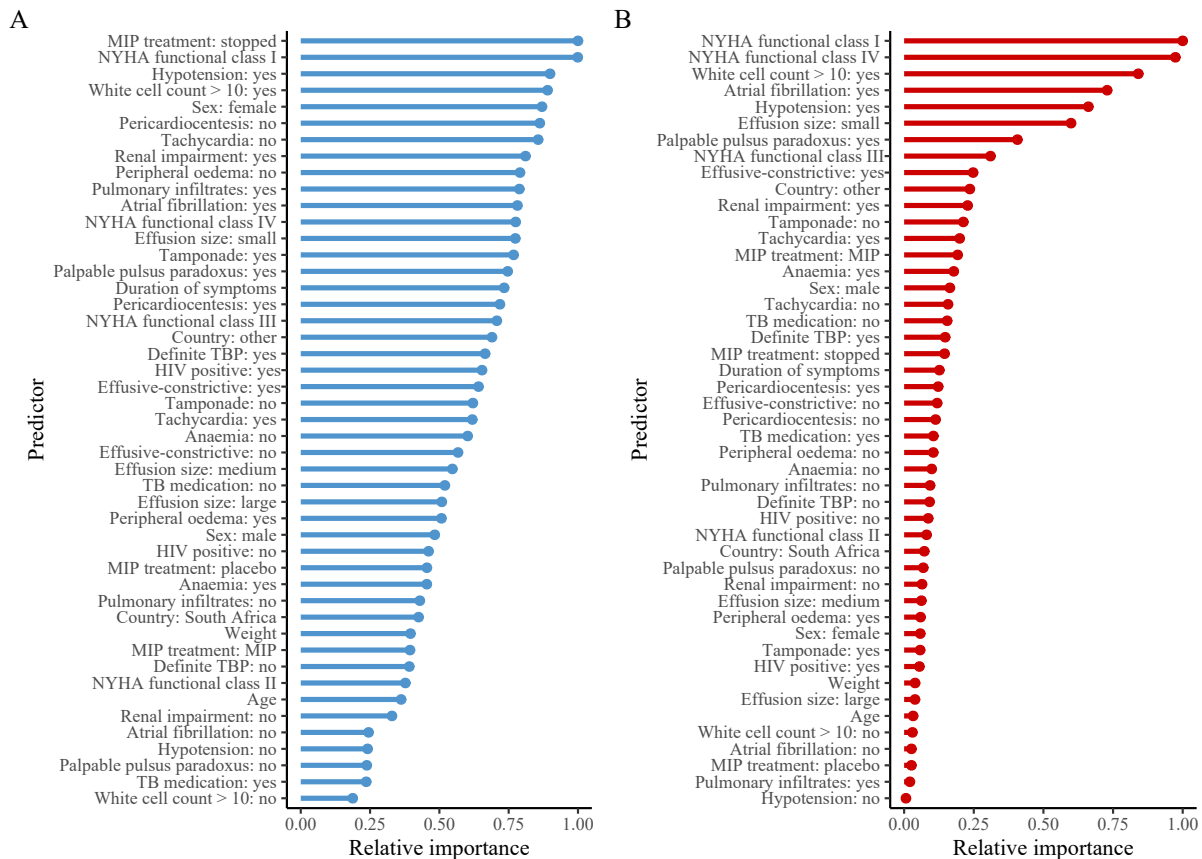 A
MIP treatment: stopped
NYHA functional class I
Hypotension: yes
White cell count > 10: yes
Sex: female
Pericardiocentesis: no
Tachycardia: no
Renal impairment: yes
Peripheral oedema: no
Pulmonary infiltrates: yes
Atrial fibrillation: yes
NYHA functional class IV
Effusion size: small
Tamponade: yes
Palpable pulsus paradoxus: yes
Duration of symptoms
Pericardiocentesis: yes
NYHA functional class III
Country: other
Definite TBP: yes
HIV positive: yes
Effusive-constrictive: yes
Tamponade: no
Tachycardia: yes
Anaemia: no
Effusive-constrictive: no
Effusion size: medium
TB medication: no
Effusion size: large
Peripheral oedema: yes
Sex: male
HIV positive: no
MIP treatment: placebo
Anaemia: yes
Pulmonary infiltrates: no
Country: South Africa
Weight
MIP treatment: MIP
Definite TBP: no
NYHA functional class II
Age
Renal impairment: no
Atrial fibrillation: no
Hypotension: no
Palpable pulsus paradoxus: no
TB medication: yes
White cell count > 10: no
Predictor
0.00 0.25 0.50 0.75 1.00
Relative importance
B
NYHA functional class I
NYHA functional class IV
White cell count > 10: yes
Atrial fibrillation: yes
Hypotension: yes
Effusion size: small
Palpable pulsus paradoxus: yes
NYHA functional class III
Effusive-constrictive: yes
Country: other
Renal impairment: yes
Tamponade: no
Tachycardia: yes
MIP treatment: MIP
Anaemia: yes
Sex: male
Tachycardia: no
TB medication: no
Definite TBP: yes
MIP treatment: stopped
Duration of symptoms
Pericardiocentesis: yes
Effusive-constrictive: no
Pericardiocentesis: no
TB medication: yes
Peripheral oedema: no
Anaemia: no
Pulmonary infiltrates: no
Definite TBP: no
HIV positive: no
NYHA functional class II
Country: South Africa
Palpable pulsus paradoxus: no
Renal impairment: no
Effusion size: medium
Peripheral oedema: yes
Sex: female
Tamponade: yes
HIV positive: yes
Weight
Effusion size: large
Age
White cell count > 10: no
Atrial fibrillation: no
MIP treatment: placebo
Pulmonary infiltrates: yes
Hypotension: no
Predictor
0.00 0.25 0.50 0.75 1.00
Relative importance